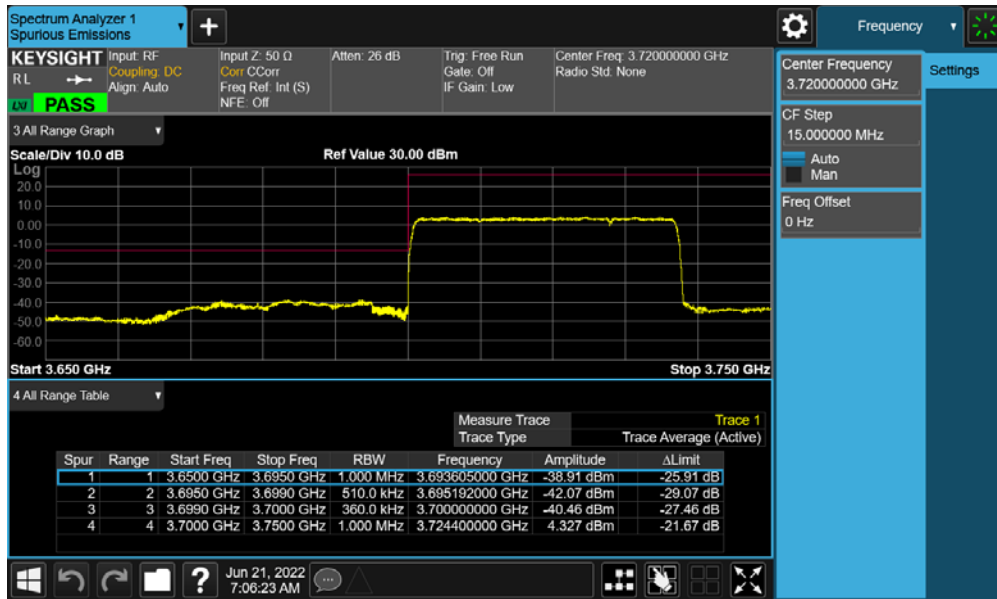 Spectrum Analyzer 1
Spurious Emissions
Frequency
KEYSIGHT
R L
LXI
PASS
Input: RF
Coupling: DC
Align: Auto
Input Z: 50 Ω
Corr CCorr
Freq Ref: Int (S)
NFE: Off
Atten: 26 dB
Trig: Free Run
Gate: Off
IF Gain: Low
Center Freq: 3.720000000 GHz
Radio Std: None
Center Frequency
3.720000000 GHz
Settings
CF Step
15.000000 MHz
Auto
Man
Freq Offset
0 Hz
3 All Range Graph
Scale/Div 10.0 dB
Ref Value 30.00 dBm
Log
20.0
10.0
0.00
-10.0
-20.0
-30.0
-40.0
-50.0
-60.0
Start 3.650 GHz
Stop 3.750 GHz
4 All Range Table
Measure Trace Trace 1
Trace Type Trace Average (Active)
Spur Range Start Freq Stop Freq RBW Frequency Amplitude ΔLimit
1 1 3.6500 GHz 3.6950 GHz 1.000 MHz 3.693605000 GHz -38.91 dBm -25.91 dB
2 2 3.6950 GHz 3.6990 GHz 510.0 kHz 3.695192000 GHz -42.07 dBm -29.07 dB
3 3 3.6990 GHz 3.7000 GHz 360.0 kHz 3.700000000 GHz -40.46 dBm -27.46 dB
4 4 3.7000 GHz 3.7500 GHz 1.000 MHz 3.724400000 GHz 4.327 dBm -21.67 dB
?
Jun 21, 2022
7:06:23 AM